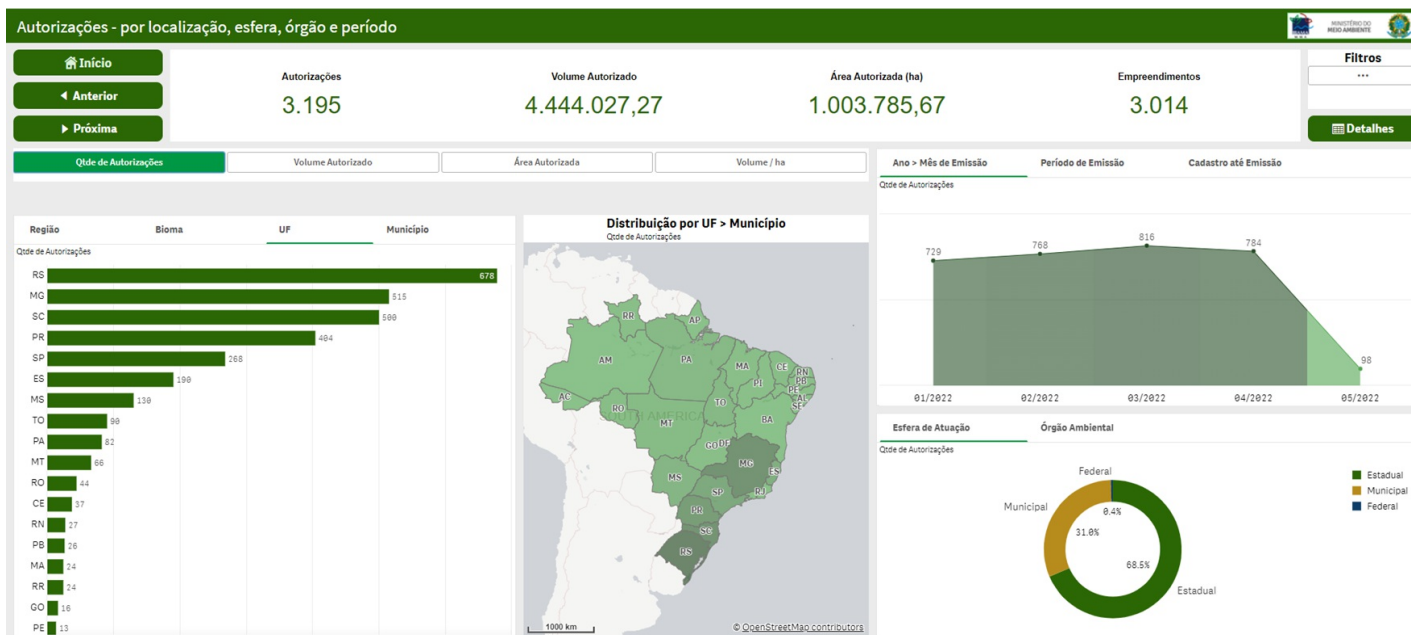 Autorizações - por localização, esfera, órgão e período
MINISTÉRIO DO
MEIO AMBIENTE
Início
Anterior
Próxima
Autorizações
3.195
Volume Autorizado
4.444.027,27
Área Autorizada (ha)
1.003.785,67
Empreendimentos
3.014
Filtros
...
Detalhes
Qtde de Autorizações
Volume Autorizado
Área Autorizada
Volume / ha
Região Bioma UF Município
Qtde de Autorizações
RS 678
MG 515
SC 500
PR 404
SP 268
ES 190
MS 130
TO 90
PA 82
MT 66
RO 44
CE 37
RN 27
PB 26
MA 24
RR 24
GO 16
PE 13
Distribuição por UF > Município
Qtde de Autorizações
RR
AP
AM
PA
MA
CE
RN
PB
PI
PE
AL
SE
AC
RO
TO
BA
SOUTH AMERICA
MT
GO
DF
MG
MS
ES
SP
RJ
PR
SC
RS
1000 km
© OpenStreetMap contributors
Ano > Mês de Emissão Período de Emissão Cadastro até Emissão
Qtde de Autorizações
729 768 816 784 98
01/2022 02/2022 03/2022 04/2022 05/2022
Esfera de Atuação Órgão Ambiental
Qtde de Autorizações
Federal
Municipal
0.4%
31.0%
68.5%
Estadual
Estadual
Municipal
Federal